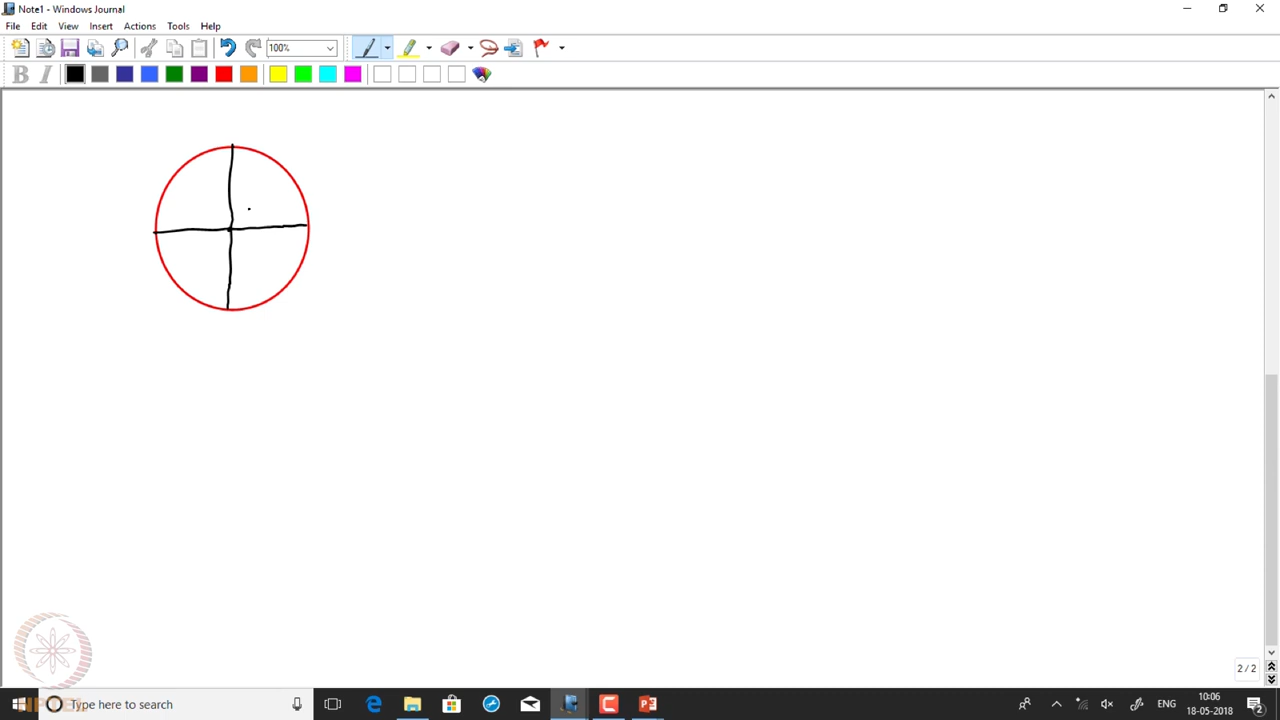 Note1 - Windows Journal
File Edit View Insert Actions Tools Help
100%
B I
2 / 2
Type here to search
10:06
ENG
18-05-2018
2